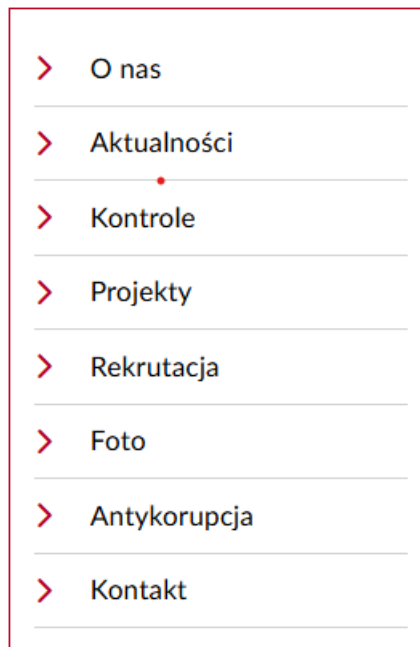 O nas
Aktualności
Kontrole
Projekty
Rekrutacja
Foto
Antykorupcja
Kontakt